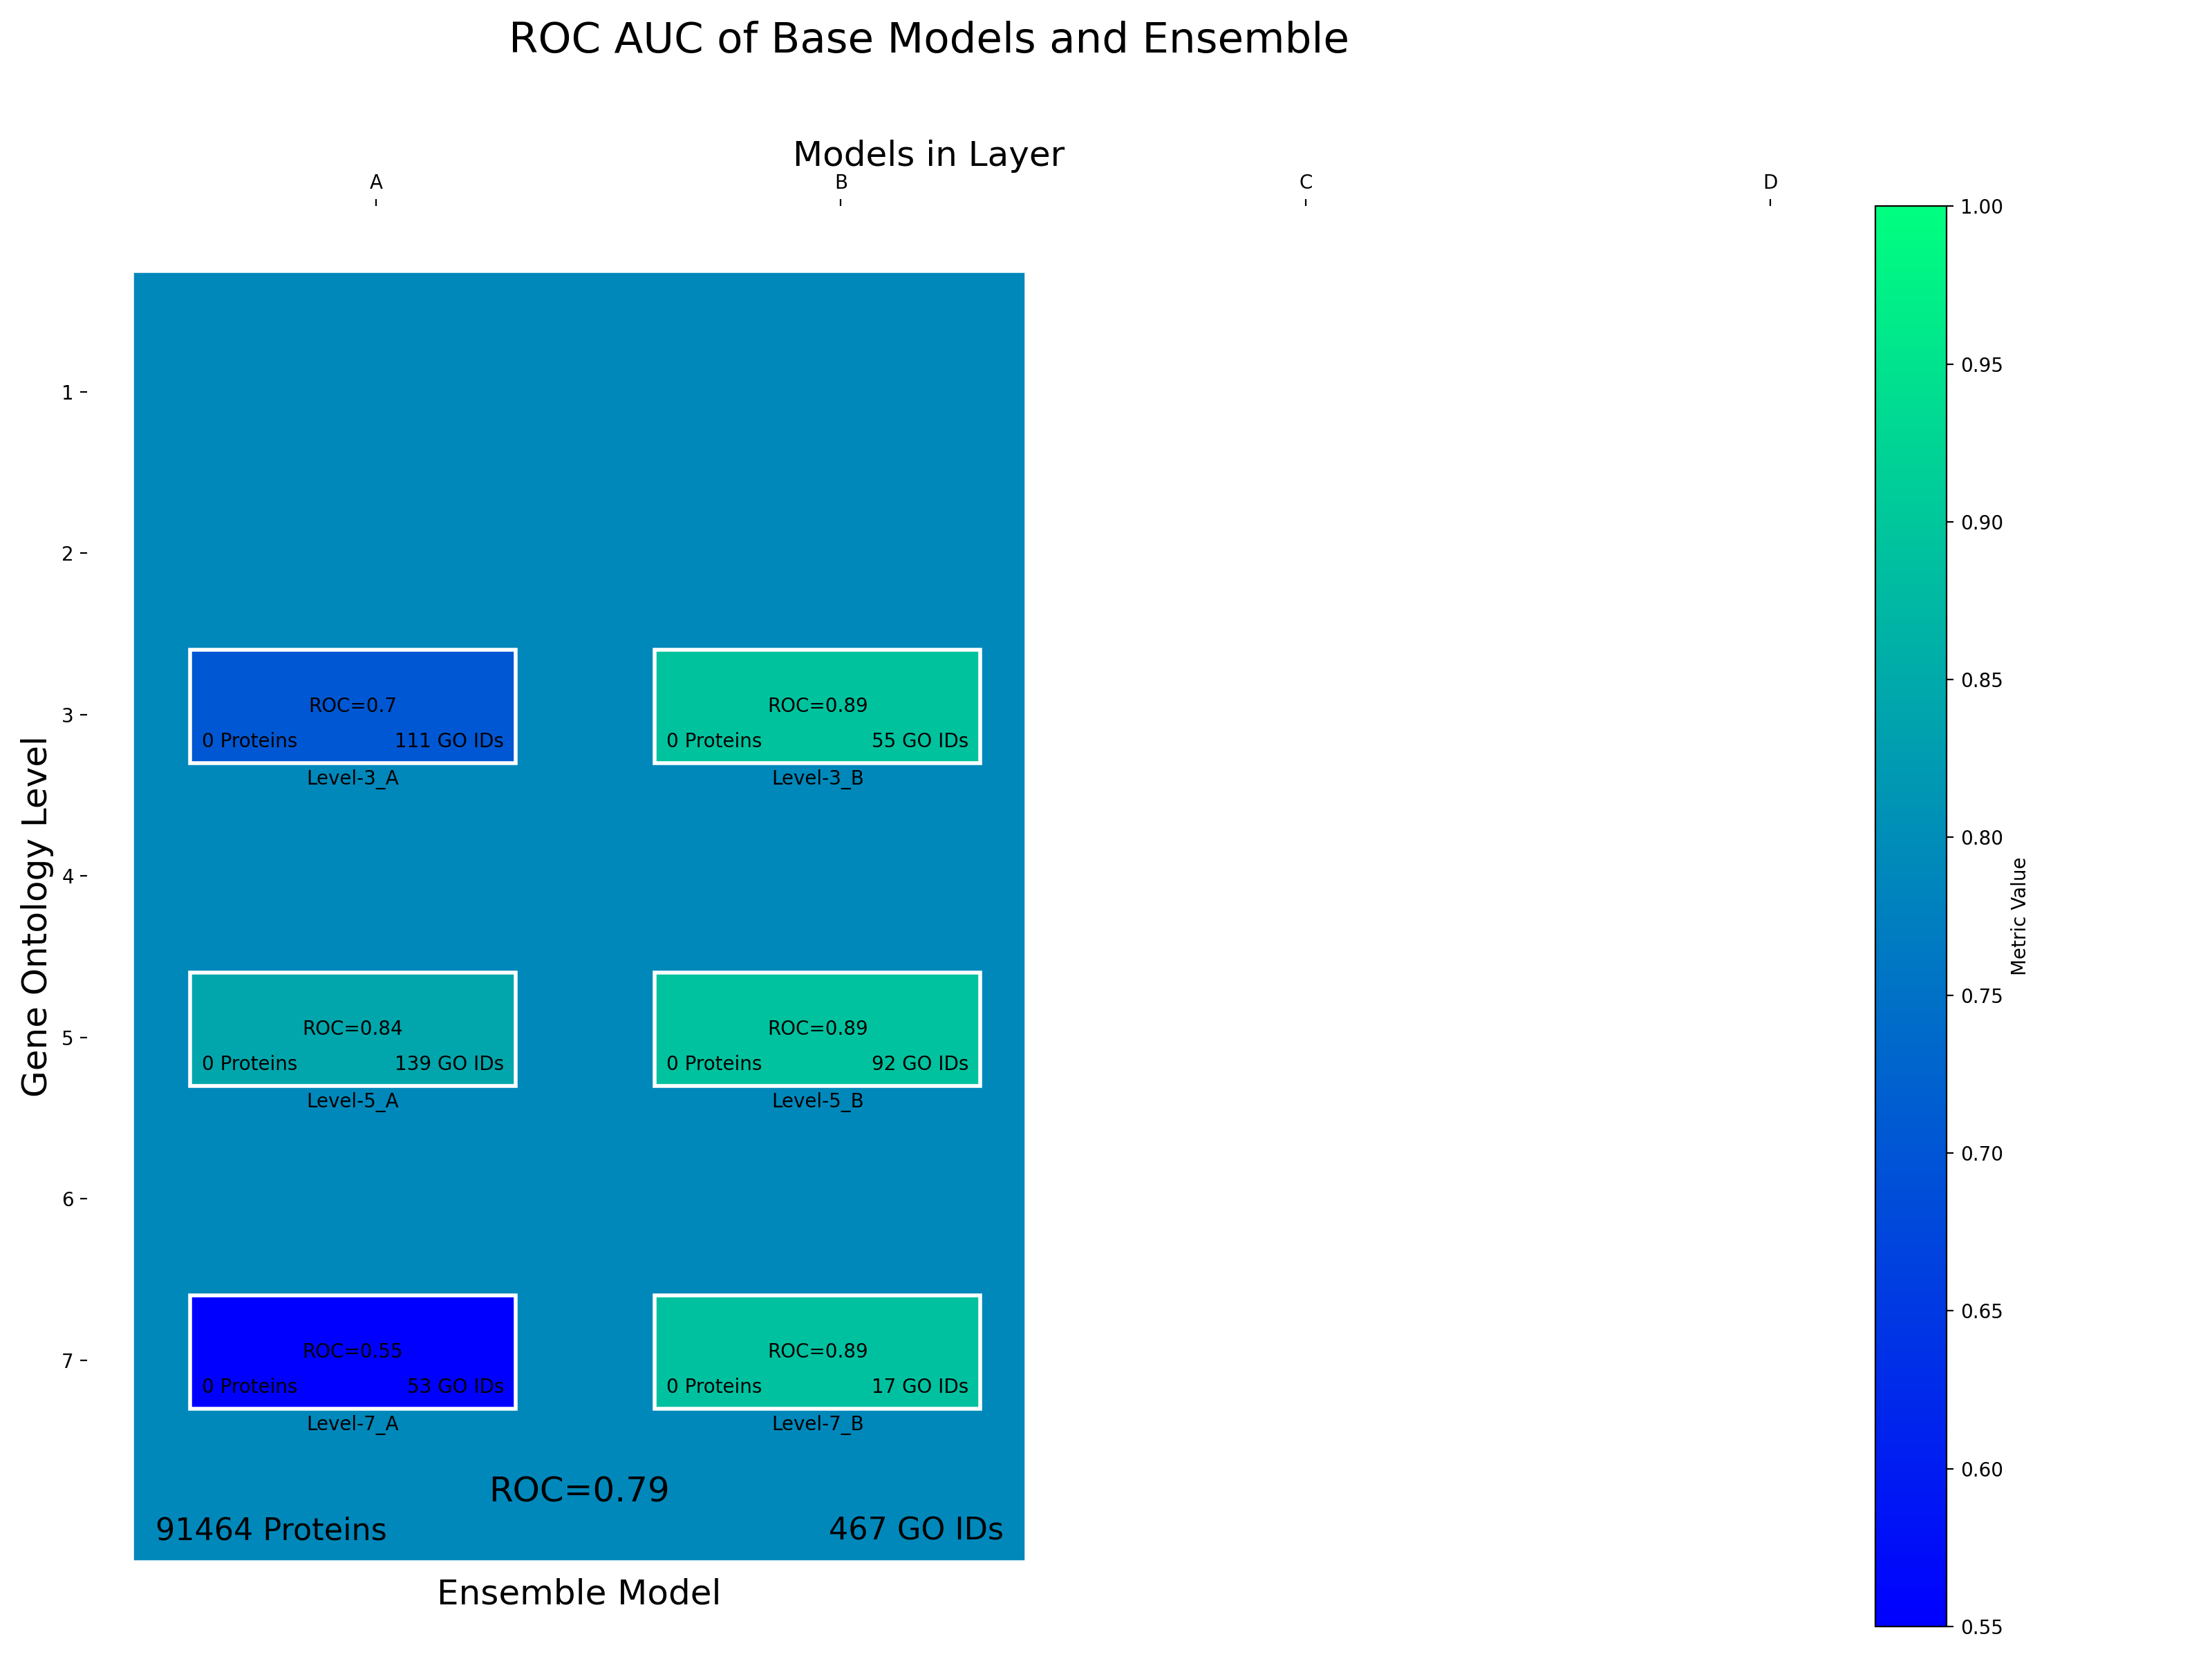 ROC AUC of Base Models and Ensemble
Models in Layer
A B C D
Gene Ontology Level
1
2
3
4
5
6
7
ROC=0.7
0 Proteins 111 GO IDs
Level-3_A
ROC=0.89
0 Proteins 55 GO IDs
Level-3_B
ROC=0.84
0 Proteins 139 GO IDs
Level-5_A
ROC=0.89
0 Proteins 92 GO IDs
Level-5_B
ROC=0.55
0 Proteins 53 GO IDs
Level-7_A
ROC=0.89
0 Proteins 17 GO IDs
Level-7_B
ROC=0.79
91464 Proteins 467 GO IDs
Ensemble Model
1.00
0.95
0.90
0.85
0.80
0.75
0.70
0.65
0.60
0.55
Metric Value